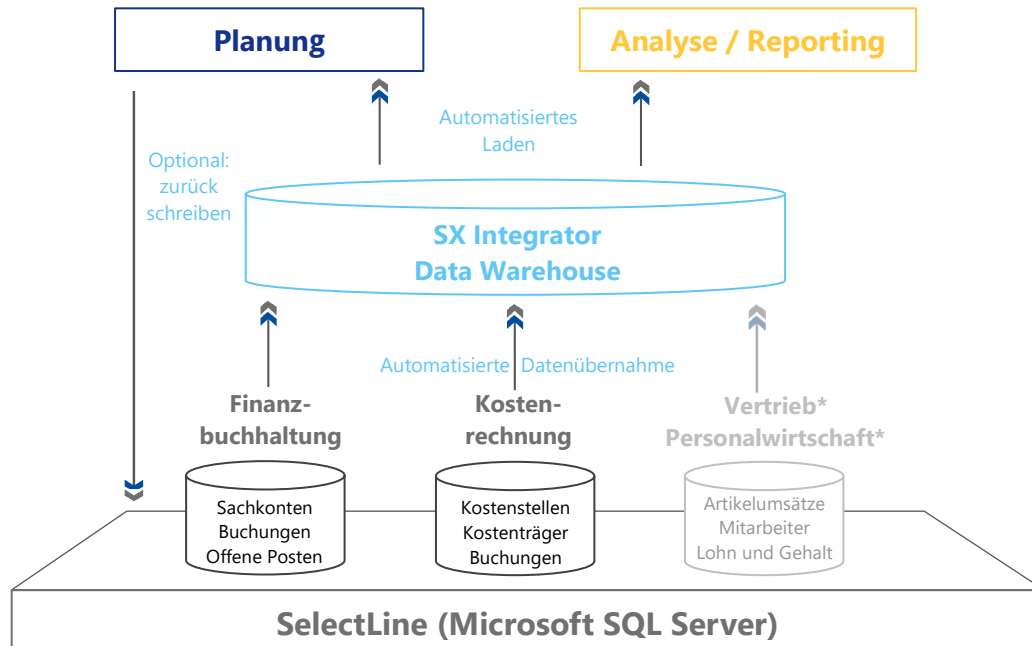 Planung
Analyse / Reporting
Automatisiertes
Laden
Optional:
zurück
schreiben
SX Integrator
Data Warehouse
Automatisierte Datenübernahme
Finanz-
buchhaltung
Kosten-
rechnung
Vertrieb*
Personalwirtschaft*
Sachkonten
Buchungen
Offene Posten
Kostenstellen
Kostenträger
Buchungen
Artikelumsätze
Mitarbeiter
Lohn und Gehalt
SelectLine (Microsoft SQL Server)